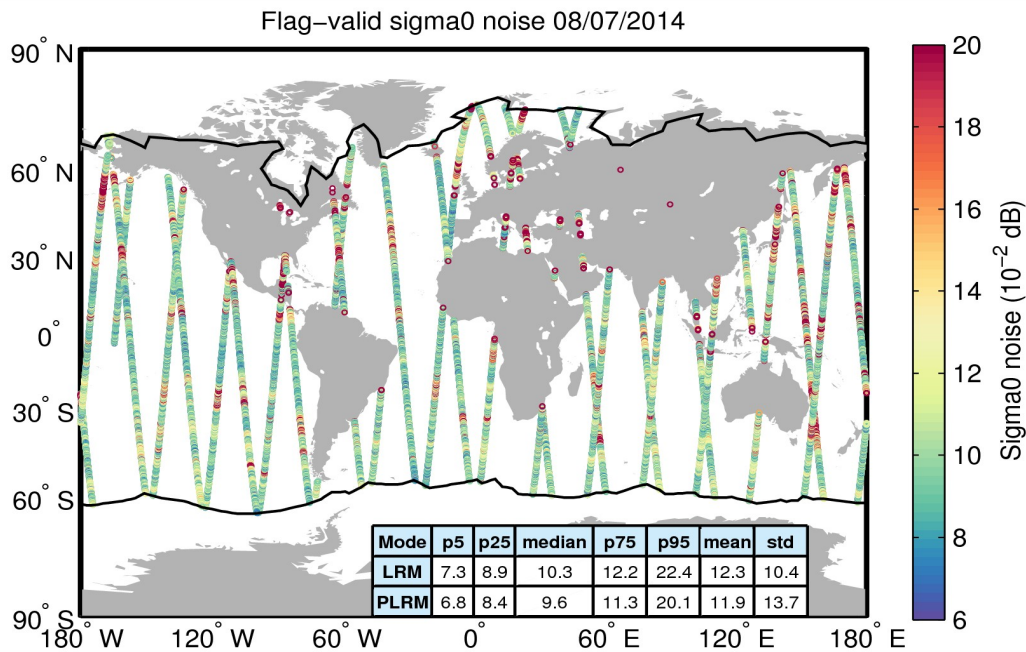 Flag−valid sigma0 noise 08/07/2014
90° N
60° N
30° N
0°
30° S
60° S
90° S
180° W 120° W 60° W 0° 60° E 120° E 180° E
Mode p5 p25 median p75 p95 mean std
LRM 7.3 8.9 10.3 12.2 22.4 12.3 10.4
PLRM 6.8 8.4 9.6 11.3 20.1 11.9 13.7
20
18
16
14
12
10
8
6
Sigma0 noise (10−2 dB)